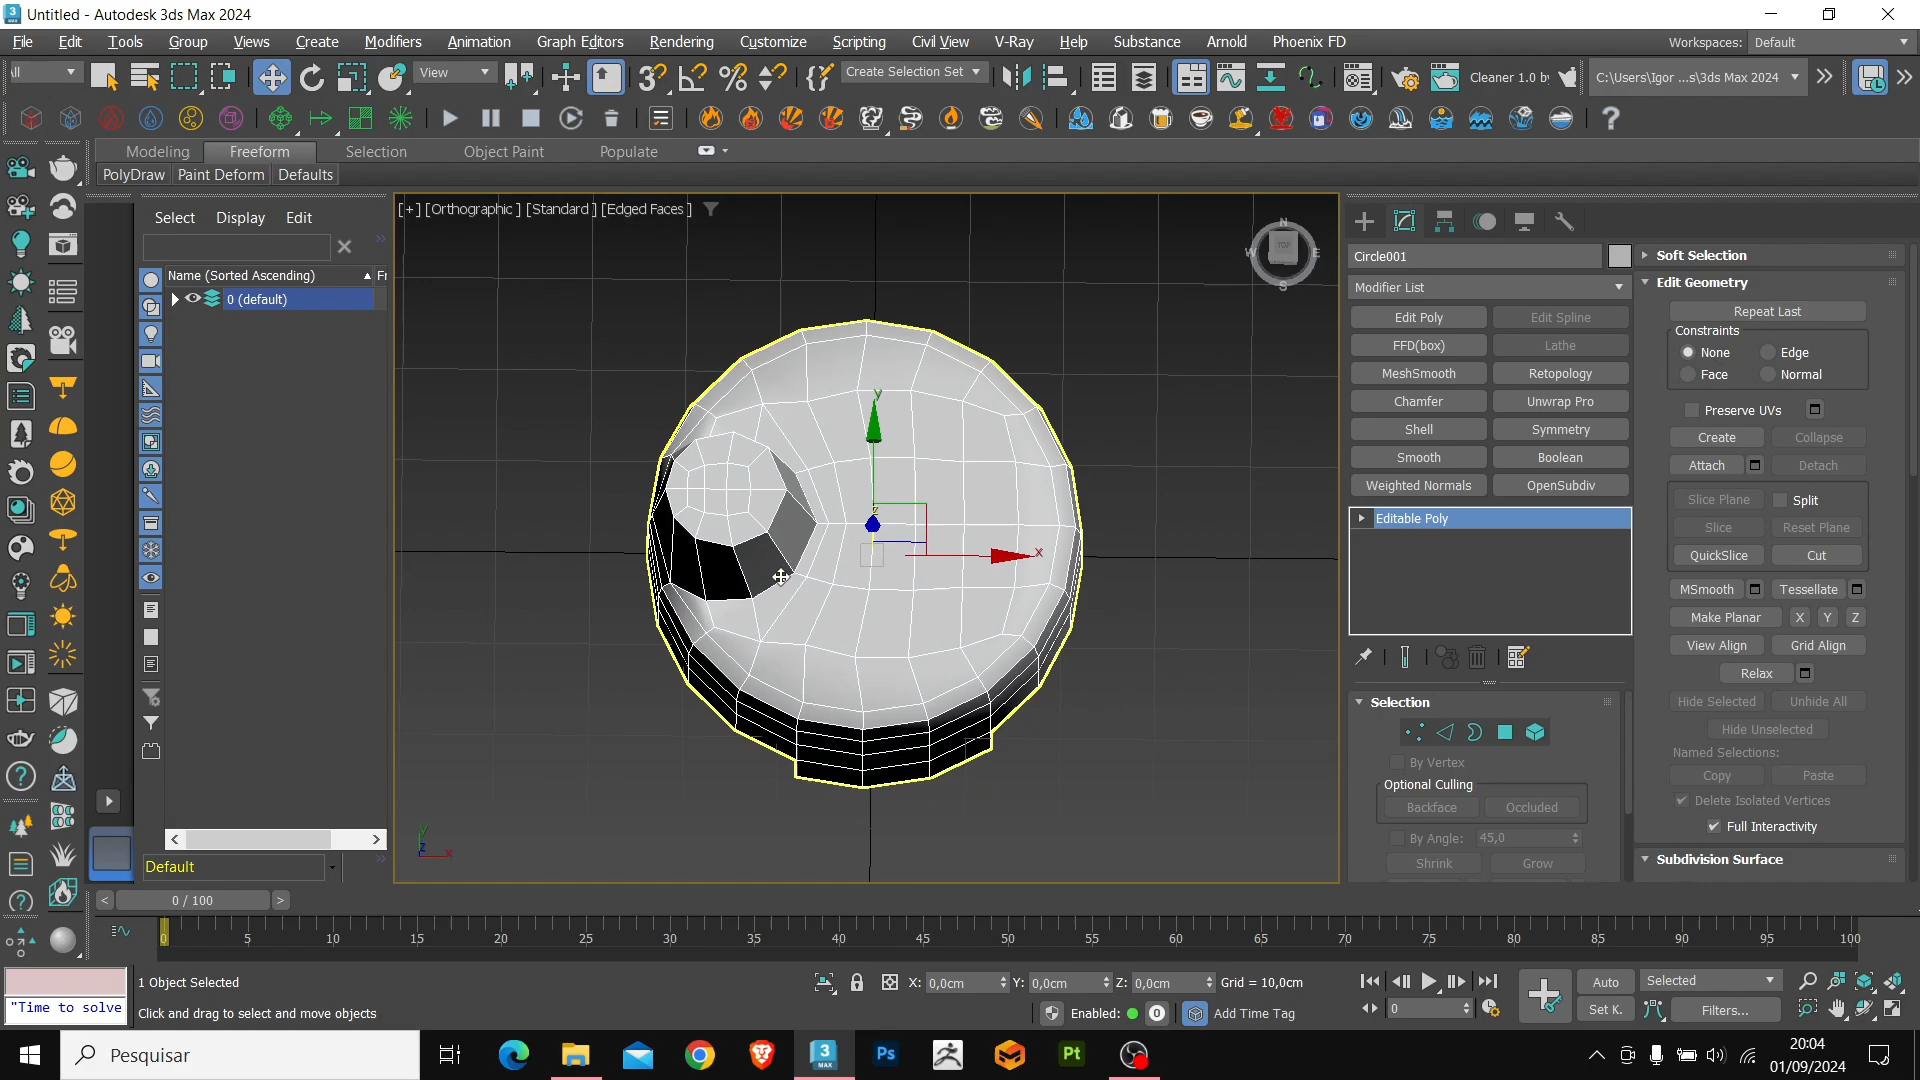 Untitled - Autodesk 3ds Max 2024
File Edit Tools Group Views Create Modifiers Animation Graph Editors Rendering Customize Scripting Civil View V-Ray Help Substance Arnold Phoenix FD Workspaces: Default
All View Create Selection Set Cleaner 1.0 by C:\Users\Igor ...s\3ds Max 2024
Modeling Freeform Selection Object Paint Populate
PolyDraw Paint Deform Defaults
Select Display Edit
Name (Sorted Ascending) Fr
0 (default)
Default
[+] [Orthographic ] [Standard ] [Edged Faces ]
N
W TOP E
S
y
z
x
y
z
x
Circle001
Modifier List
Edit Poly Edit Spline
FFD(box) Lathe
MeshSmooth Retopology
Chamfer Unwrap Pro
Shell Symmetry
Smooth Boolean
Weighted Normals OpenSubdiv
Editable Poly
Selection
By Vertex
Optional Culling
Backface Occluded
By Angle: 45,0
Shrink Grow
Soft Selection
Edit Geometry
Repeat Last
Constraints
None Edge
Face Normal
Preserve UVs
Create Collapse
Attach Detach
Slice Plane Split
Slice Reset Plane
QuickSlice Cut
MSmooth Tessellate
Make Planar X Y Z
View Align Grid Align
Relax
Hide Selected Unhide All
Hide Unselected
Named Selections:
Copy Paste
Delete Isolated Vertices
Full Interactivity
Subdivision Surface
< 0 / 100 >
0 5 10 15 20 25 30 35 40 45 50 55 60 65 70 75 80 85 90 95 100
1 Object Selected X: 0,0cm Y: 0,0cm Z: 0,0cm Grid = 10,0cm Auto Selected
"Time to solve Click and drag to select and move objects Enabled: 0 Add Time Tag 0 Set K. Filters...
Pesquisar 3 MAX Ps Pt 20:04
01/09/2024